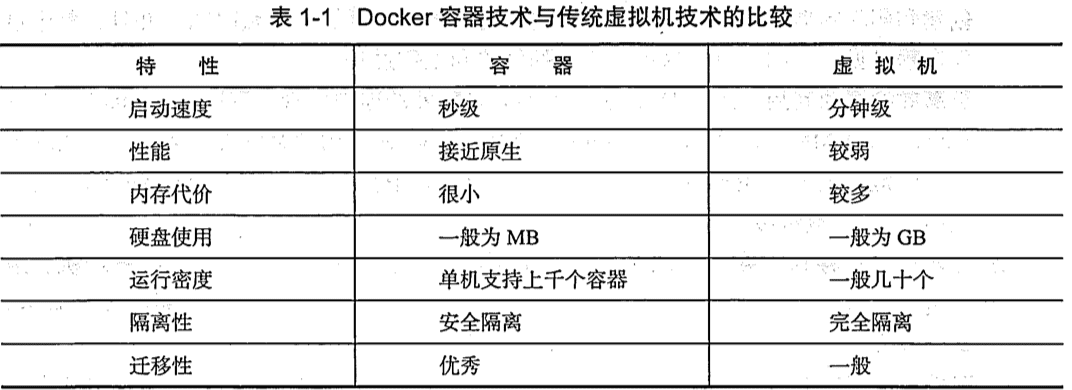 表 1-1 Docker 容器技术与传统虚拟机技术的比较
特 性 容 器 虚 拟 机
启动速度 秒级 分钟级
性能 接近原生 较弱
内存代价 很小 较多
硬盘使用 一般为 MB 一般为 GB
运行密度 单机支持上千个容器 一般几十个
隔离性 安全隔离 完全隔离
迁移性 优秀 一般